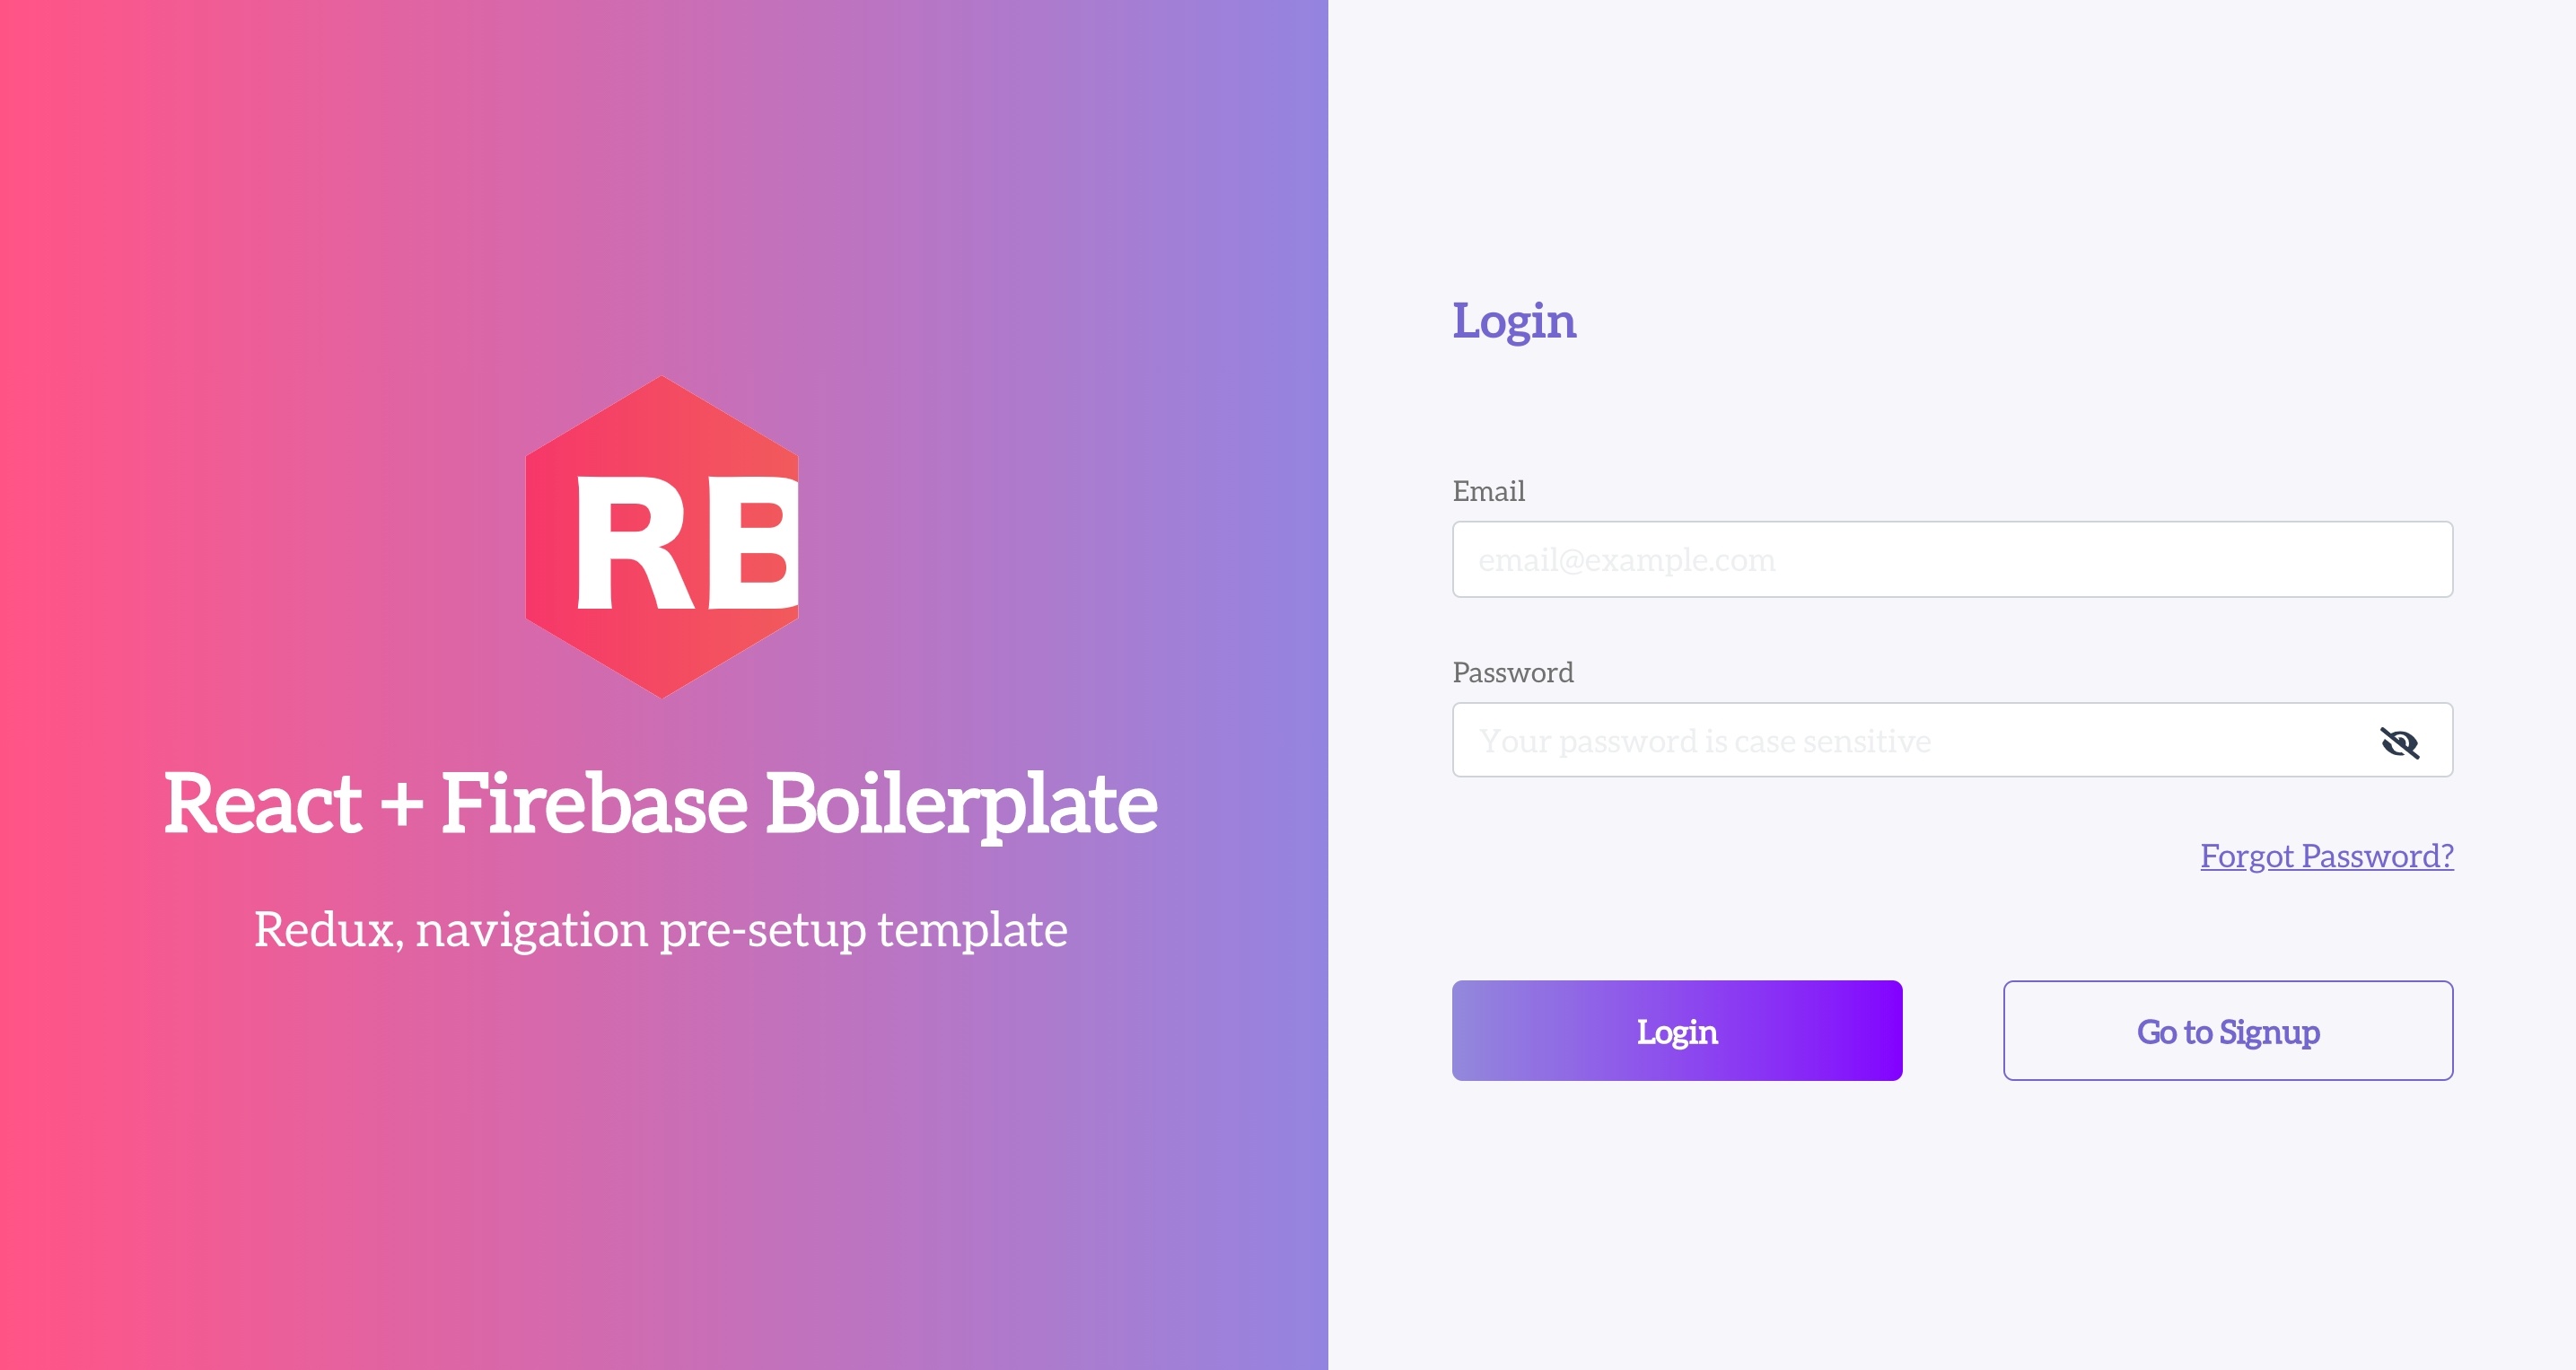 RB
React + Firebase Boilerplate
Redux, navigation pre-setup template
Login
Email
email@example.com
Password
Your password is case sensitive
Forgot Password?
Login
Go to Signup